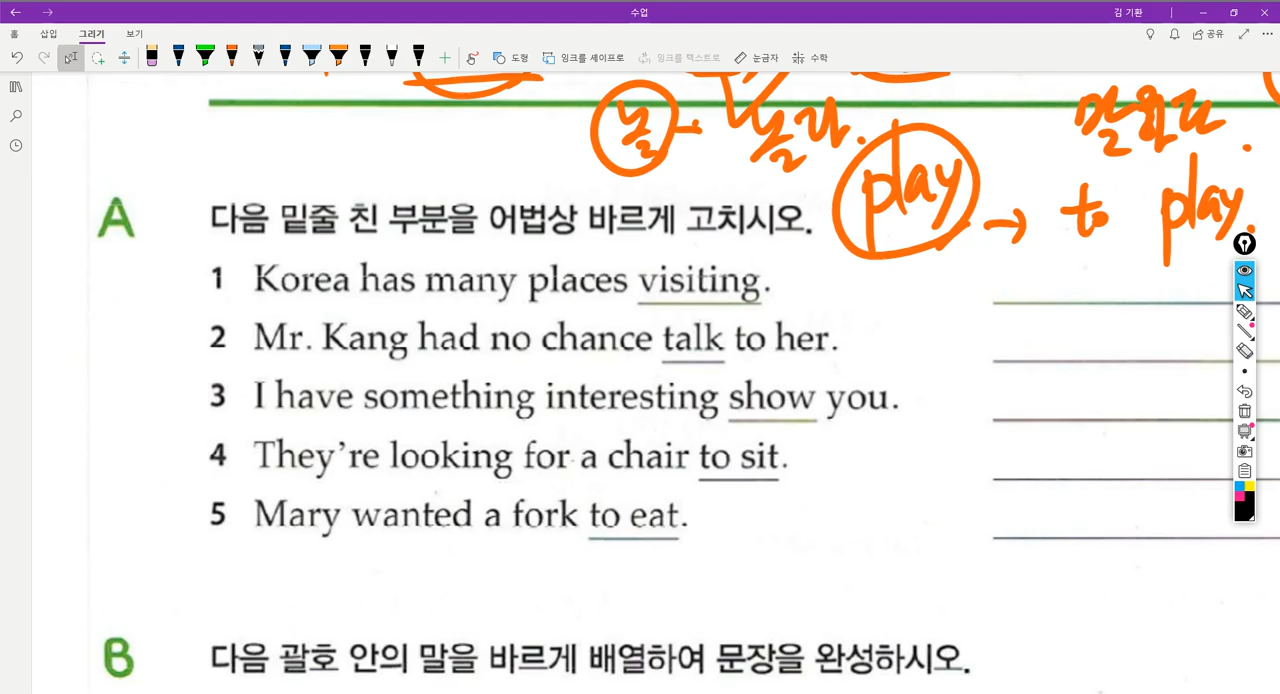 수업
김 기환
홈 삽입 그리기 보기
공유
도형 잉크를 셰이프로 잉크를 텍스트로 눈금자 수학
놀 → 놀다.
말한다.
play → to play.
A 다음 밑줄 친 부분을 어법상 바르게 고치시오.
1 Korea has many places visiting.
2 Mr. Kang had no chance talk to her.
3 I have something interesting show you.
4 They're looking for a chair to sit.
5 Mary wanted a fork to eat.
B 다음 괄호 안의 말을 바르게 배열하여 문장을 완성하시오.